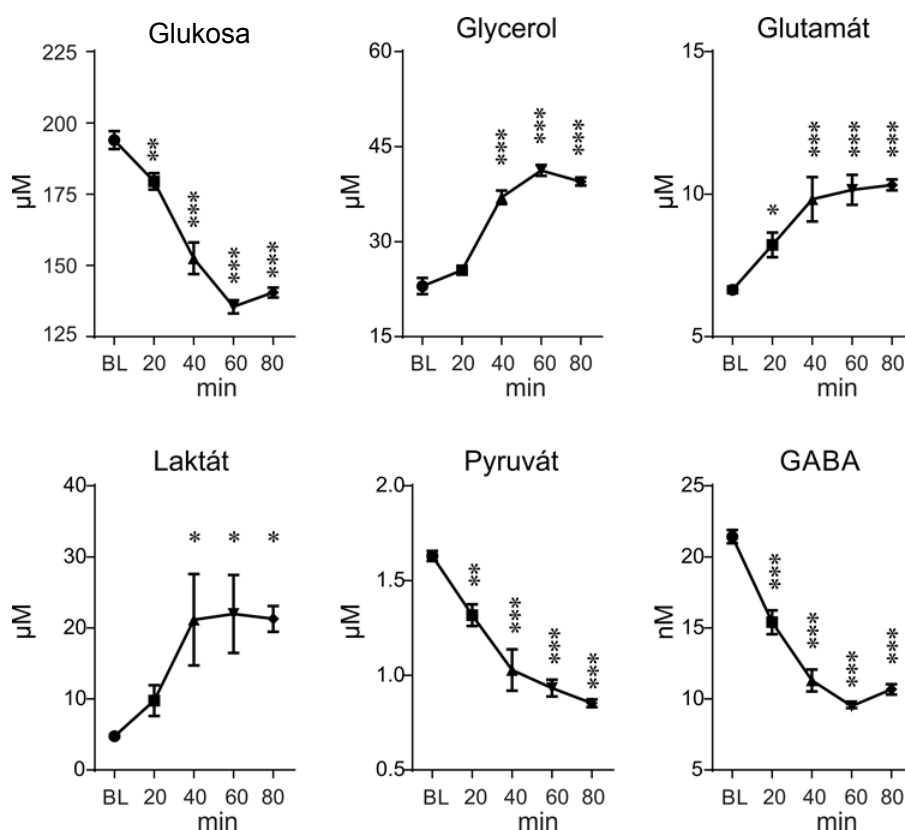 Glukosa
Glycerol
Glutamát
225
200
175
150
125
µM
**
***
***
***
BL 20 40 60 80
min
60
45
30
15
µM
***
***
***
BL 20 40 60 80
min
15
10
5
µM
*
***
***
***
BL 20 40 60 80
min
Laktát
Pyruvát
GABA
40
30
20
10
0
µM
*
*
*
BL 20 40 60 80
min
2.0
1.5
1.0
0.5
µM
**
***
***
***
BL 20 40 60 80
min
25
20
15
10
5
nM
***
***
***
***
BL 20 40 60 80
min